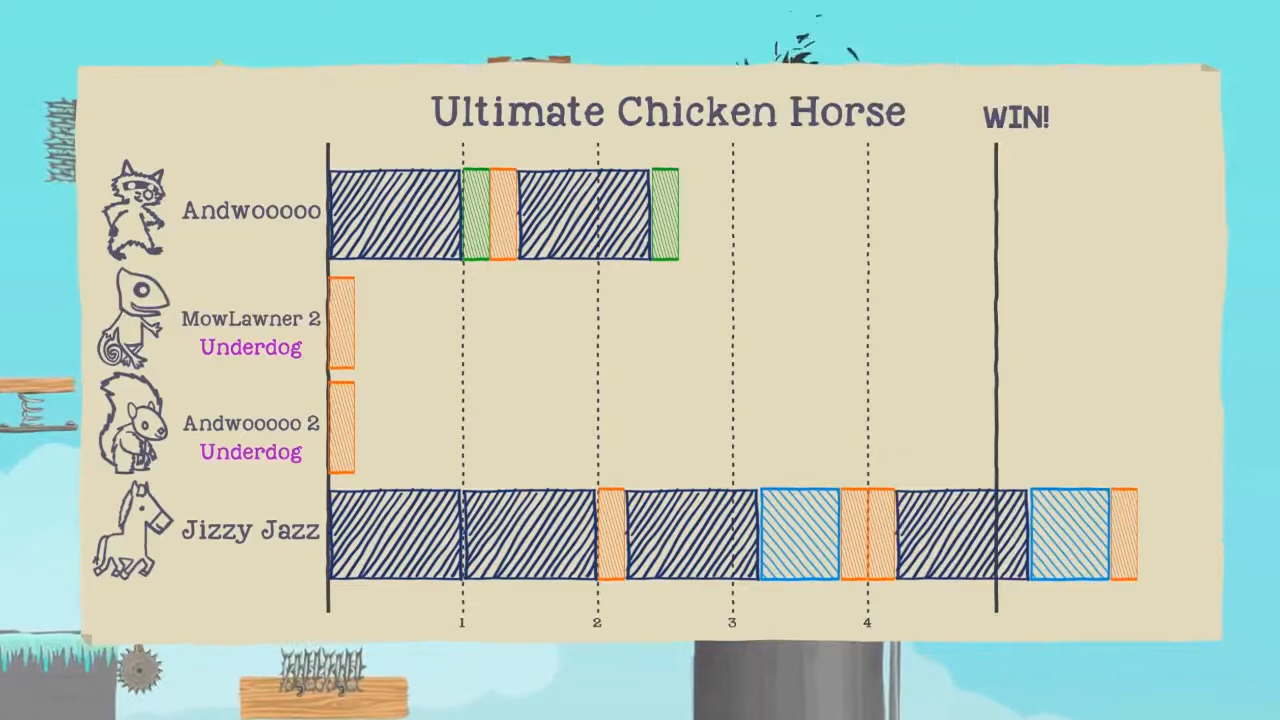 Ultimate Chicken Horse
WIN!
Andwooooo
MowLawner 2
Underdog
Andwooooo 2
Underdog
Jizzy Jazz
1 2 3 4